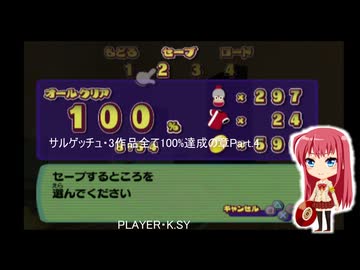 もどる セーブ ロード
1 2 3 4
オールクリア
100%
× 297
× 24
サルゲッチュ・3作品全て100%達成の章Part.4
セーブするところを
えら
選んでください
キャンセル
PLAYER・K.SY